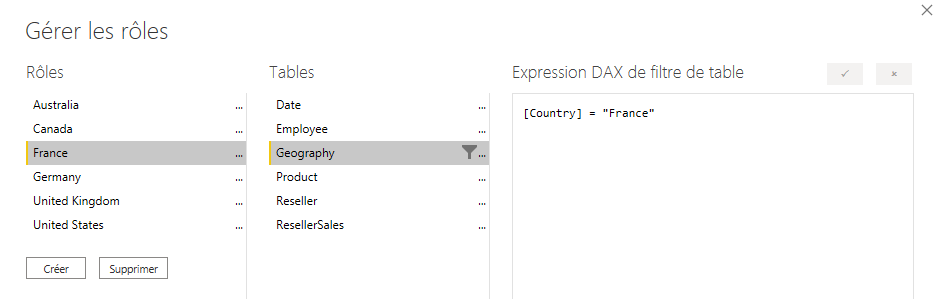 Gérer les rôles
Rôles
Australia ...
Canada ...
France ...
Germany ...
United Kingdom ...
United States ...
Créer
Supprimer
Tables
Date ...
Employee ...
Geography ...
Product ...
Reseller ...
ResellerSales ...
Expression DAX de filtre de table
[Country] = "France"